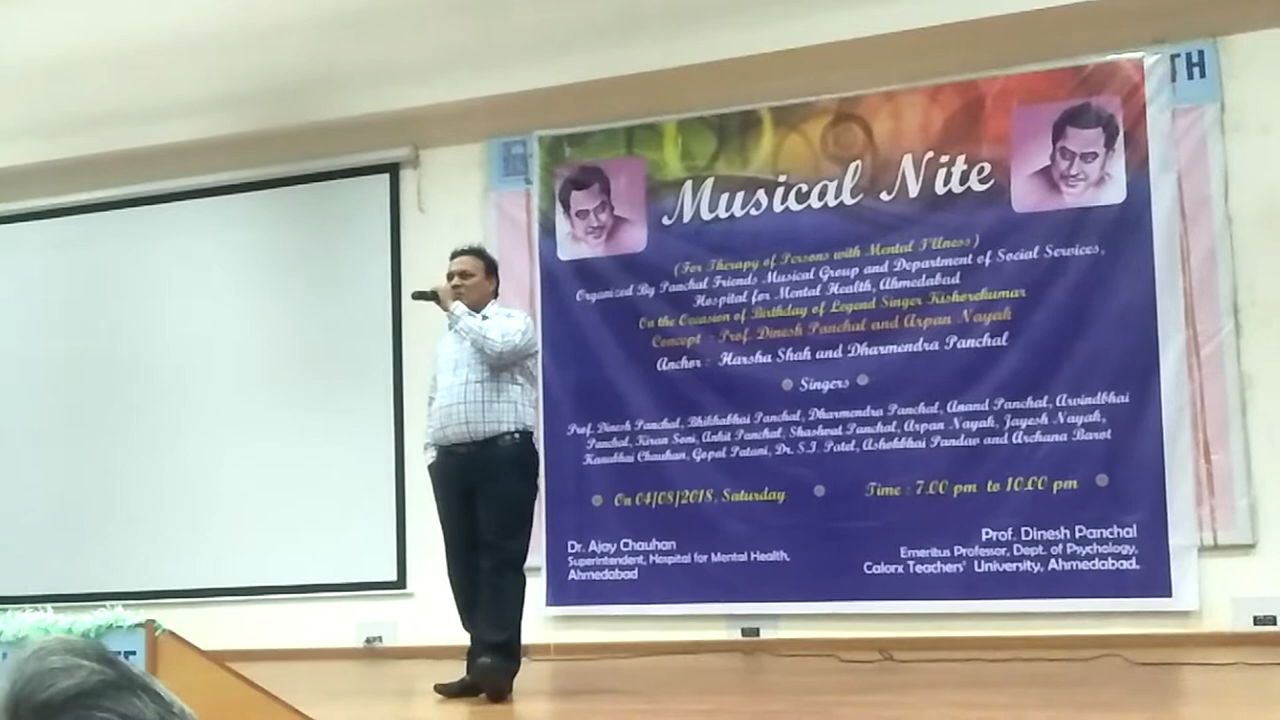 TH
Musical Nite
(For Therapy of Persons with Mental I'llness)
Organized By Panchal Friends Musical Group and Department of Social Services,
Hospital for Mental Health, Ahmedabad
On the Occasion of Birthday of Legend Singer Kishorekumar
Concept : Prof. Dinesh Panchal and Arpan Nayak
Anchor : Harsha Shah and Dharmendra Panchal
Singers
Prof. Dinesh Panchal, Bhikhabhai Panchal, Dharmendra Panchal, Anand Panchal, Arvindbhai
Panchal, Kiran Soni, Ankit Panchal, Shashwat Panchal, Arpan Nayak, Jayesh Nayak,
Kanubhai Chauhan, Gopal Patani, Dr. S.I. Patel, Ashokbhai Pandav and Archana Barot
On 04/08/2018, Saturday
Time : 7.00 pm to 10.00 pm
Dr. Ajay Chauhan
Superintendent, Hospital for Mental Health,
Ahmedabad
Prof. Dinesh Panchal
Emeritus Professor, Dept. of Psychology,
Calorx Teachers' University, Ahmedabad.